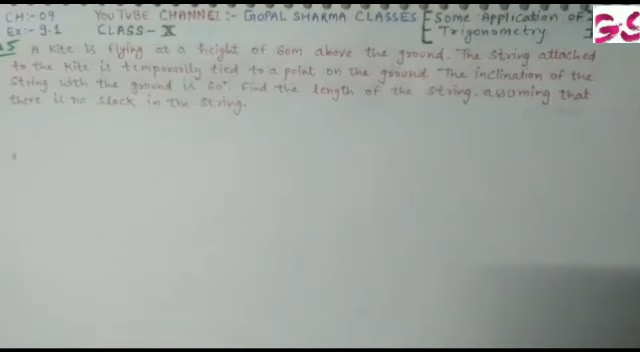 CH:- 09 YOUTUBE CHANNEL:- GOPAL SHARMA CLASSES [Some Application of
EX:- 9.1 CLASS- X Trigonometry ]
GS
A Kite is flying at a height of 60m above the ground. The String attached
to the Kite is temporarily tied to a point on the ground. The inclination of the
String with the ground is 60°. Find the length of the string. assuming that
there is no slack in the string.